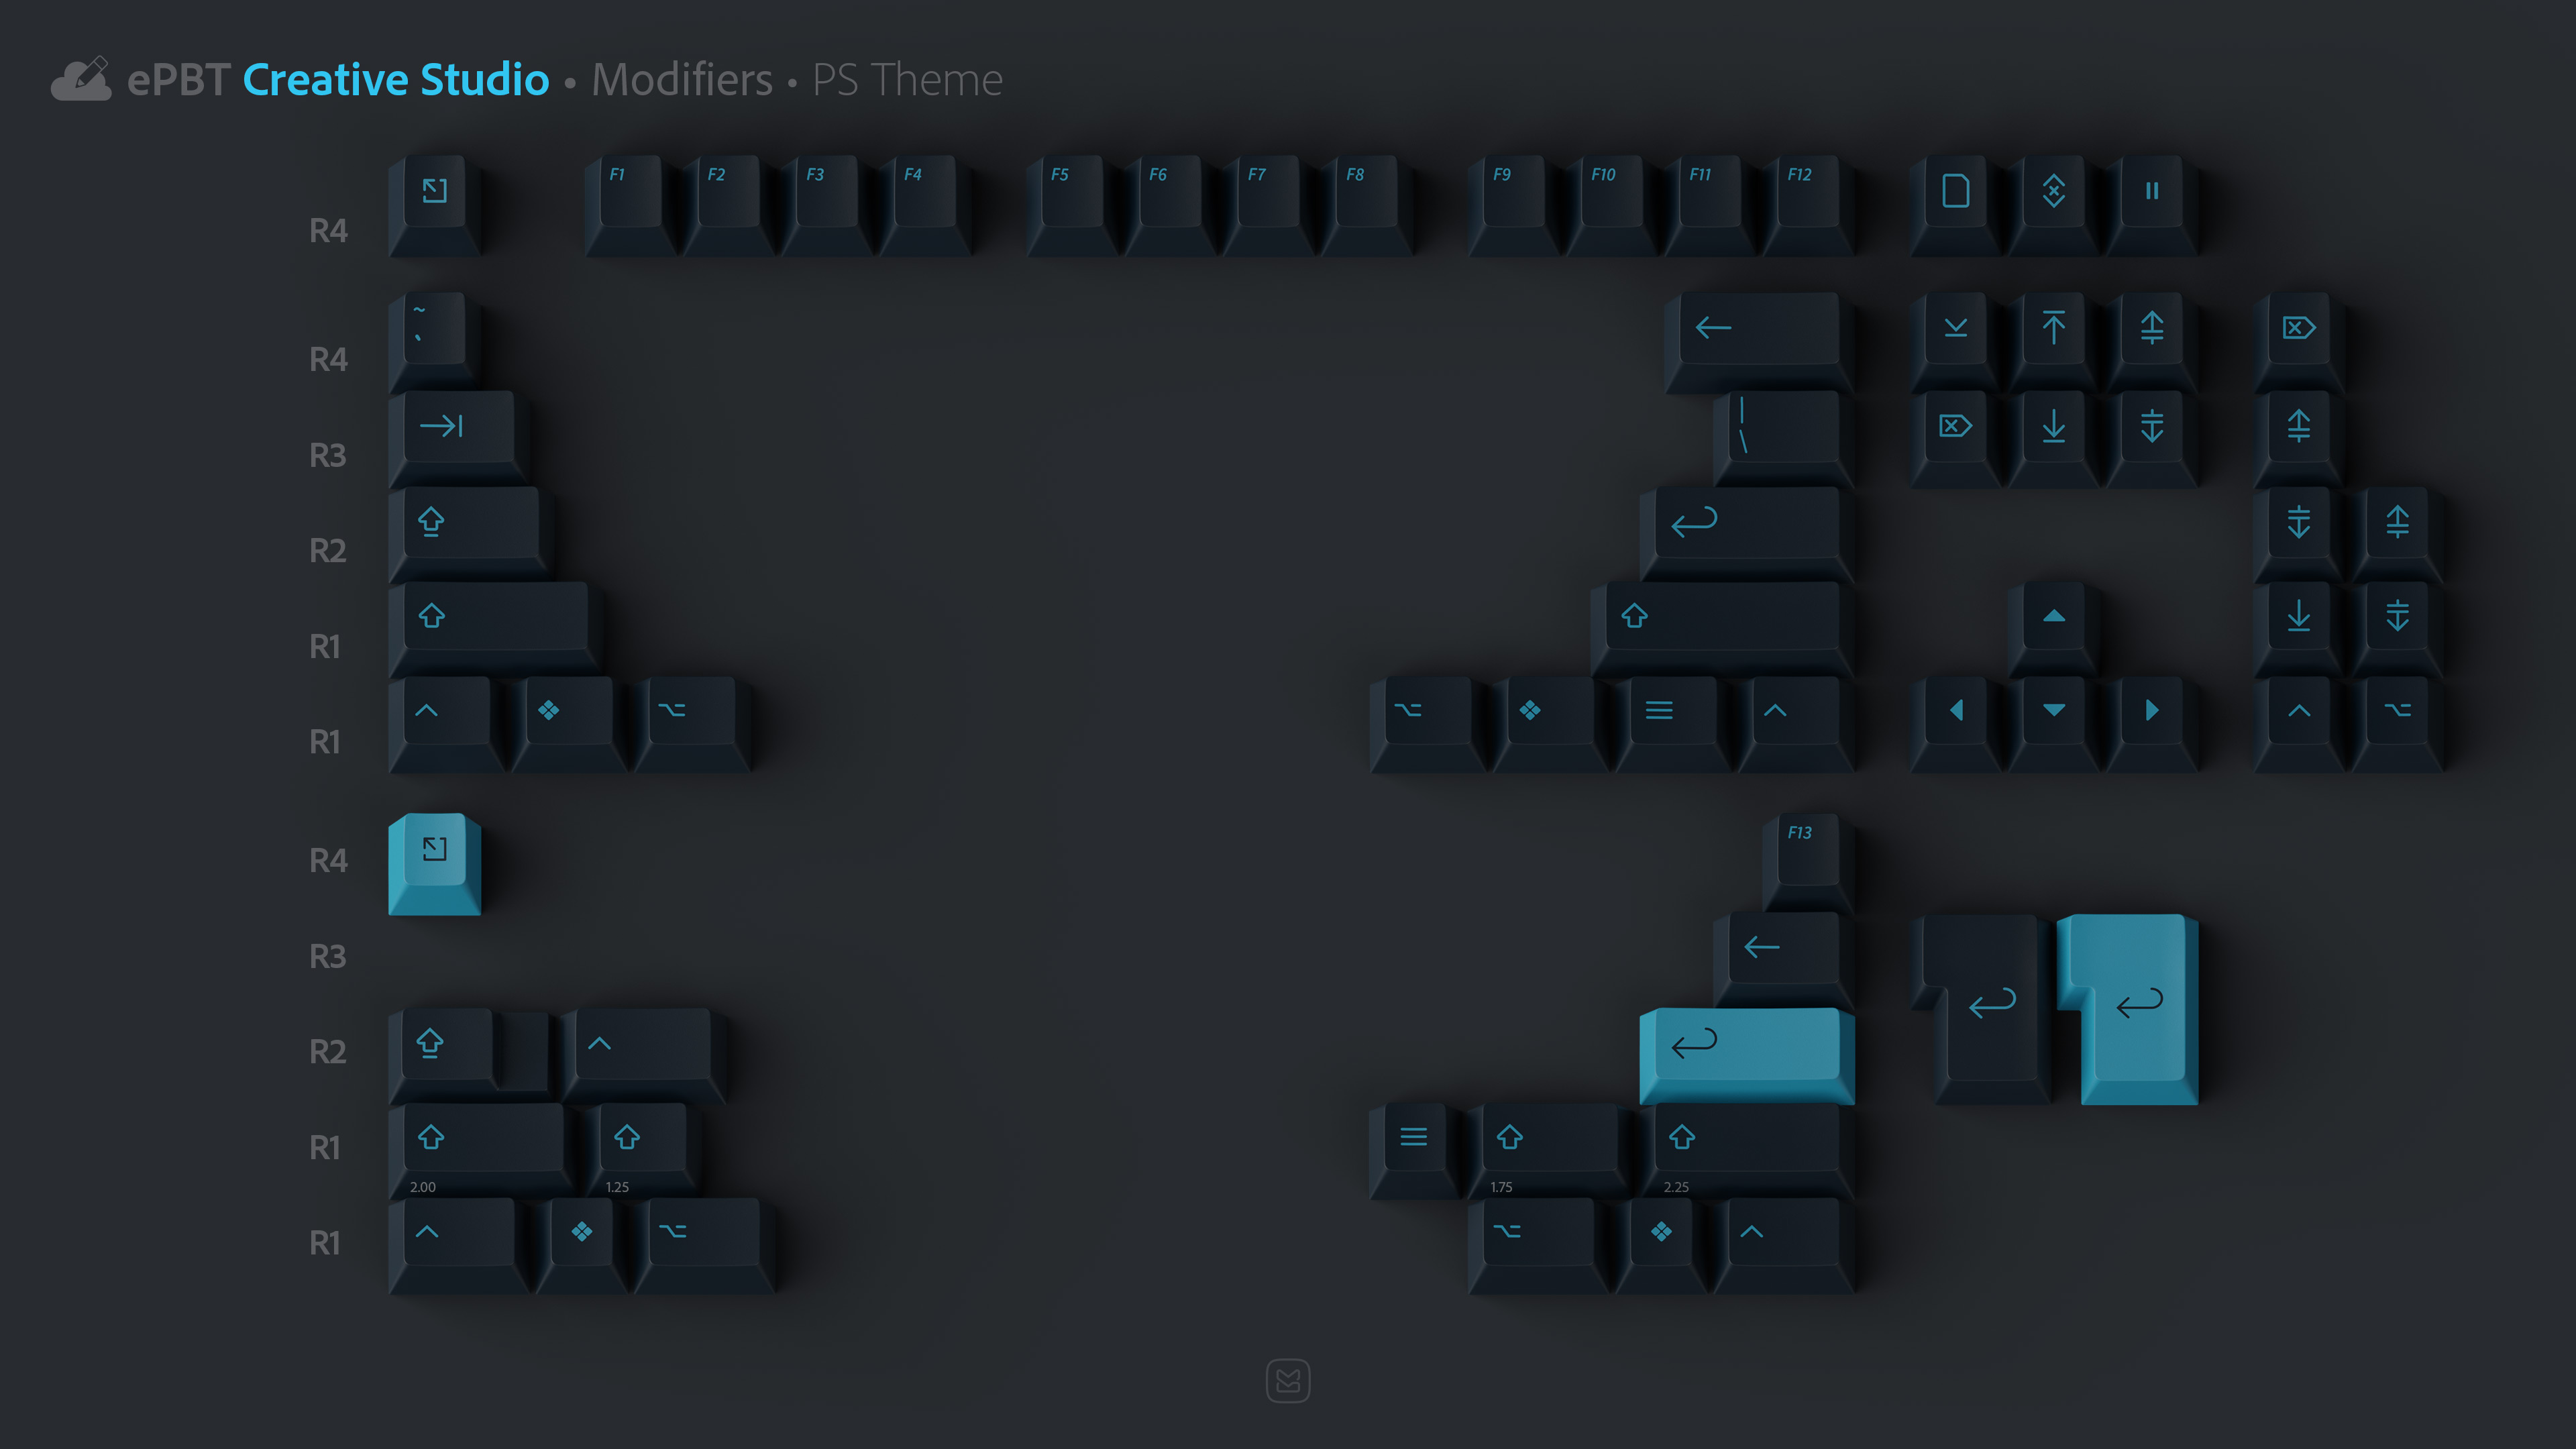 ePBT Creative Studio • Modifiers • PS Theme
R4
F1 F2 F3 F4 F5 F6 F7 F8 F9 F10 F11 F12
R4
~
`
R3
|
\
R2
R1
R1
R4
F13
R3
R2
R1
2.00 1.25 1.75 2.25
R1